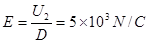 E = U₂/D = 5×10³ N/C